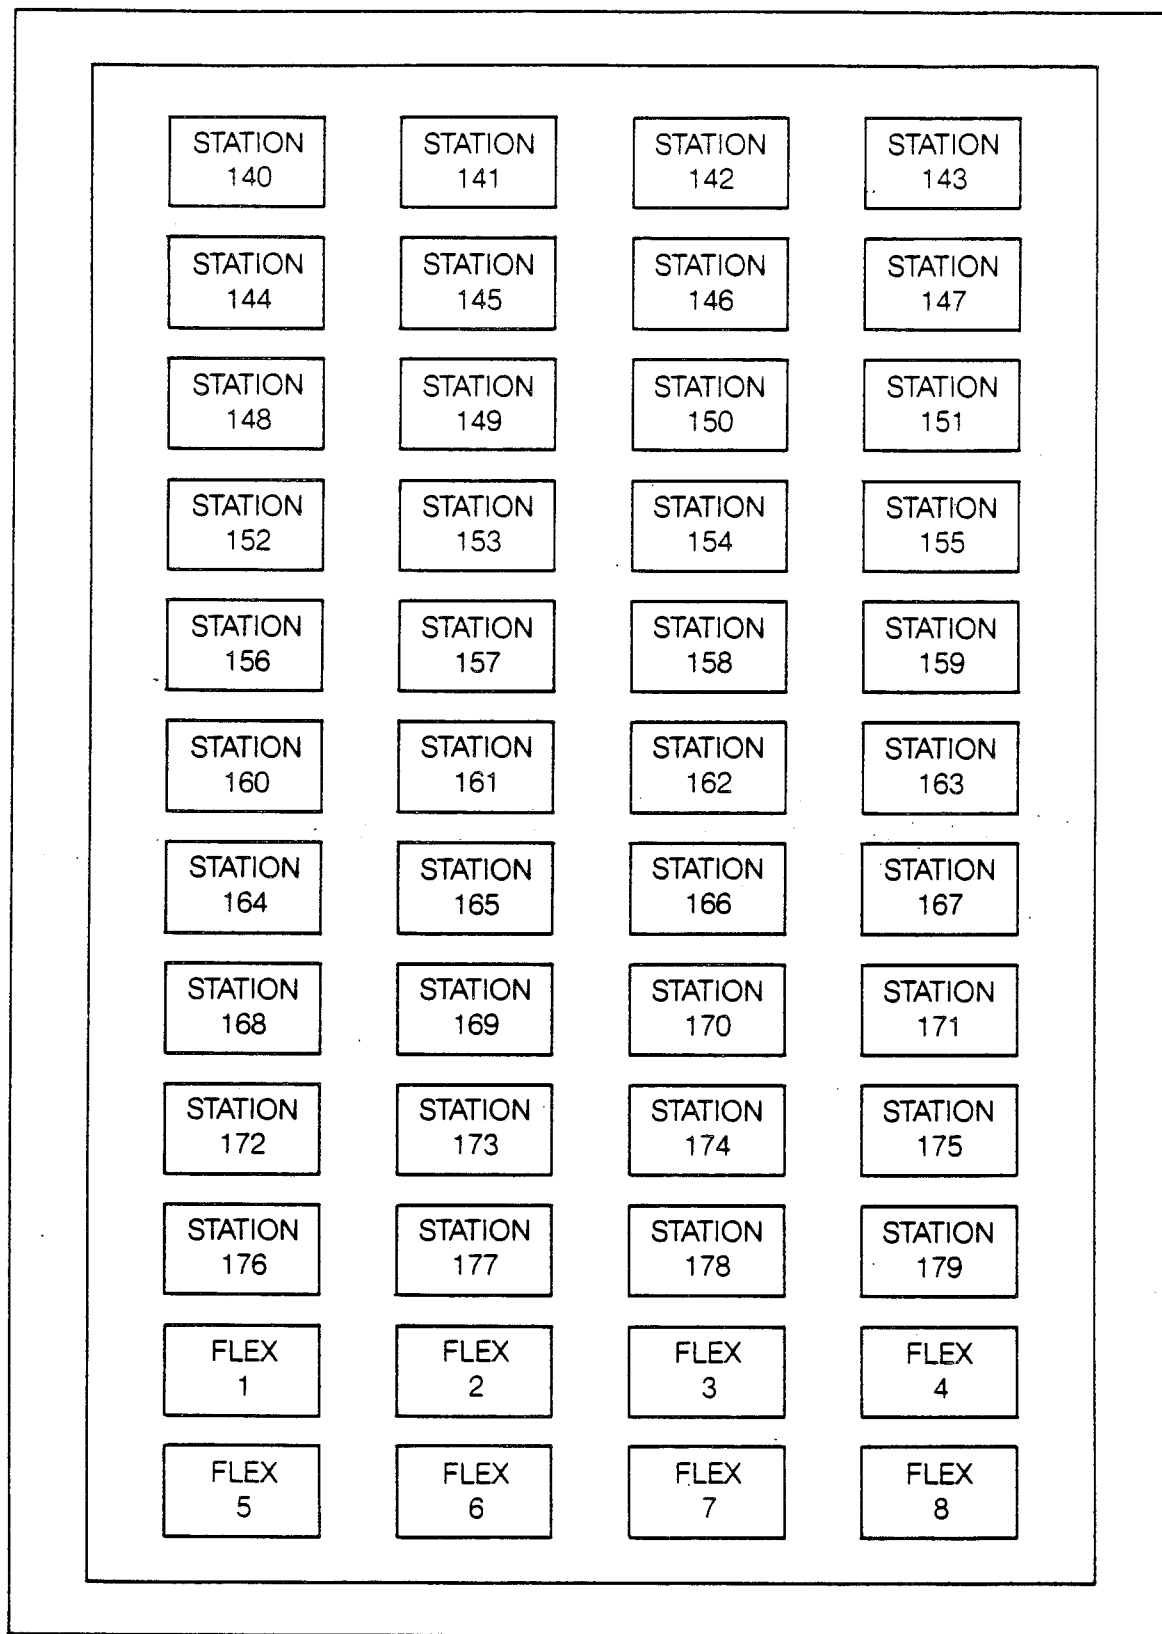 STATION STATION STATION STATION
140 141 142 143
STATION STATION STATION STATION
144 145 146 147
STATION STATION STATION STATION
148 149 150 151
STATION STATION STATION STATION
152 153 154 155
STATION STATION STATION STATION
156 157 158 159
STATION STATION STATION STATION
160 161 162 163
STATION STATION STATION STATION
164 165 166 167
STATION STATION STATION STATION
168 169 170 171
STATION STATION STATION STATION
172 173 174 175
STATION STATION STATION STATION
176 177 178 179
FLEX FLEX FLEX FLEX
1 2 3 4
FLEX FLEX FLEX FLEX
5 6 7 8